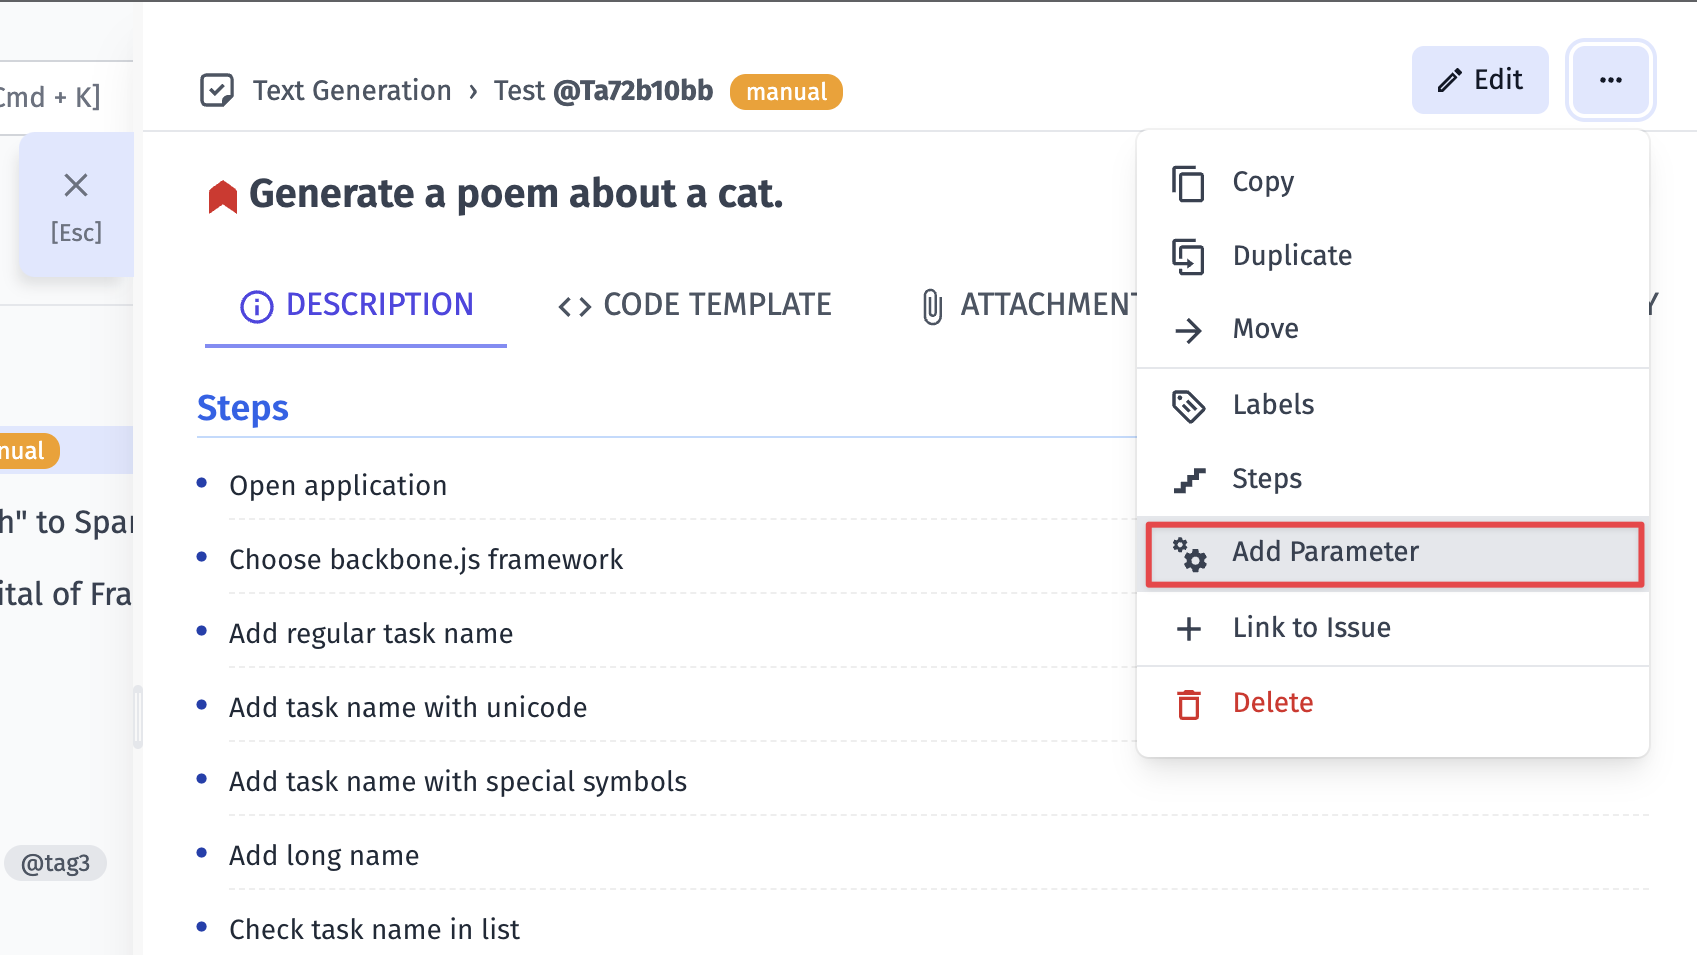 Cmd + K]
[Esc]
Text Generation › Test @Ta72b10bb manual
Edit
Generate a poem about a cat.
DESCRIPTION
CODE TEMPLATE
ATTACHMENT
Y
Steps
Open application
Choose backbone.js framework
Add regular task name
Add task name with unicode
Add task name with special symbols
Add long name
Check task name in list
Copy
Duplicate
Move
Labels
Steps
Add Parameter
Link to Issue
Delete
nual
h" to Spa
ital of Fra
@tag3